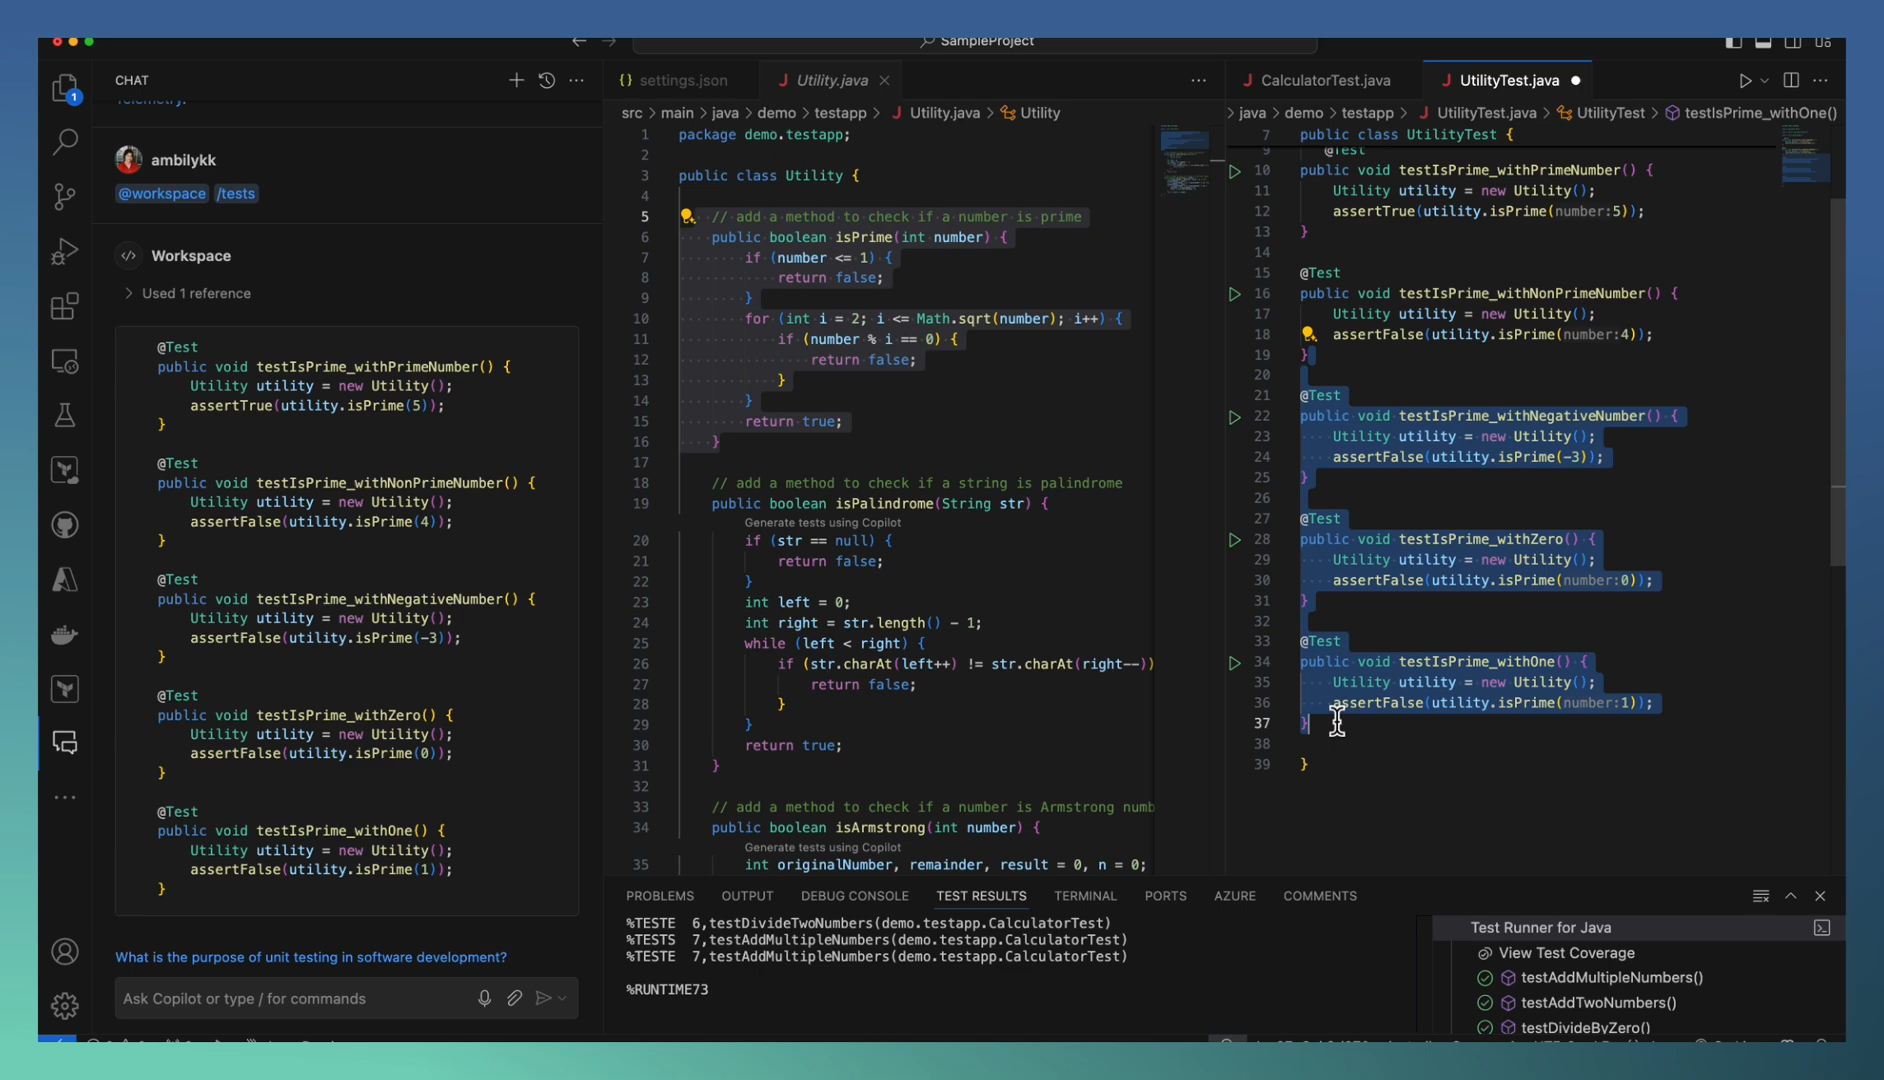 SampleProject
1
CHAT
Telemetry.
ambilykk
@workspace /tests
Workspace
Used 1 reference
@Test
public void testIsPrime_withPrimeNumber() {
Utility utility = new Utility();
assertTrue(utility.isPrime(5));
}
@Test
public void testIsPrime_withNonPrimeNumber() {
Utility utility = new Utility();
assertFalse(utility.isPrime(4));
}
@Test
public void testIsPrime_withNegativeNumber() {
Utility utility = new Utility();
assertFalse(utility.isPrime(-3));
}
@Test
public void testIsPrime_withZero() {
Utility utility = new Utility();
assertFalse(utility.isPrime(0));
}
@Test
public void testIsPrime_withOne() {
Utility utility = new Utility();
assertFalse(utility.isPrime(1));
}
What is the purpose of unit testing in software development?
Ask Copilot or type / for commands
{} settings.json J Utility.java
src > main > java > demo > testapp > J Utility.java > Utility
1 package demo.testapp;
2
3 public class Utility {
4
5 // add a method to check if a number is prime
6 public boolean isPrime(int number) {
7 if (number <= 1) {
8 return false;
9 }
10 for (int i = 2; i <= Math.sqrt(number); i++) {
11 if (number % i == 0) {
12 return false;
13 }
14 }
15 return true;
16 }
17
18 // add a method to check if a string is palindrome
19 public boolean isPalindrome(String str) {
Generate tests using Copilot
20 if (str == null) {
21 return false;
22 }
23 int left = 0;
24 int right = str.length() - 1;
25 while (left < right) {
26 if (str.charAt(left++) != str.charAt(right--))
27 return false;
28 }
29 }
30 return true;
31 }
32
33 // add a method to check if a number is Armstrong numb
34 public boolean isArmstrong(int number) {
Generate tests using Copilot
35 int originalNumber, remainder, result = 0, n = 0;
J CalculatorTest.java J UtilityTest.java
java > demo > testapp > J UtilityTest.java > UtilityTest > testIsPrime_withOne()
7 public class UtilityTest {
9 @Test
10 public void testIsPrime_withPrimeNumber() {
11 Utility utility = new Utility();
12 assertTrue(utility.isPrime(number:5));
13 }
14
15 @Test
16 public void testIsPrime_withNonPrimeNumber() {
17 Utility utility = new Utility();
18 assertFalse(utility.isPrime(number:4));
19 }
20
21 @Test
22 public void testIsPrime_withNegativeNumber() {
23 Utility utility = new Utility();
24 assertFalse(utility.isPrime(-3));
25 }
26
27 @Test
28 public void testIsPrime_withZero() {
29 Utility utility = new Utility();
30 assertFalse(utility.isPrime(number:0));
31 }
32
33 @Test
34 public void testIsPrime_withOne() {
35 Utility utility = new Utility();
36 assertFalse(utility.isPrime(number:1));
37 }
38
39 }
PROBLEMS OUTPUT DEBUG CONSOLE TEST RESULTS TERMINAL PORTS AZURE COMMENTS
%TESTE 6,testDivideTwoNumbers(demo.testapp.CalculatorTest)
%TESTS 7,testAddMultipleNumbers(demo.testapp.CalculatorTest)
%TESTE 7,testAddMultipleNumbers(demo.testapp.CalculatorTest)
%RUNTIME73
Test Runner for Java
View Test Coverage
testAddMultipleNumbers()
testAddTwoNumbers()
testDivideByZero()